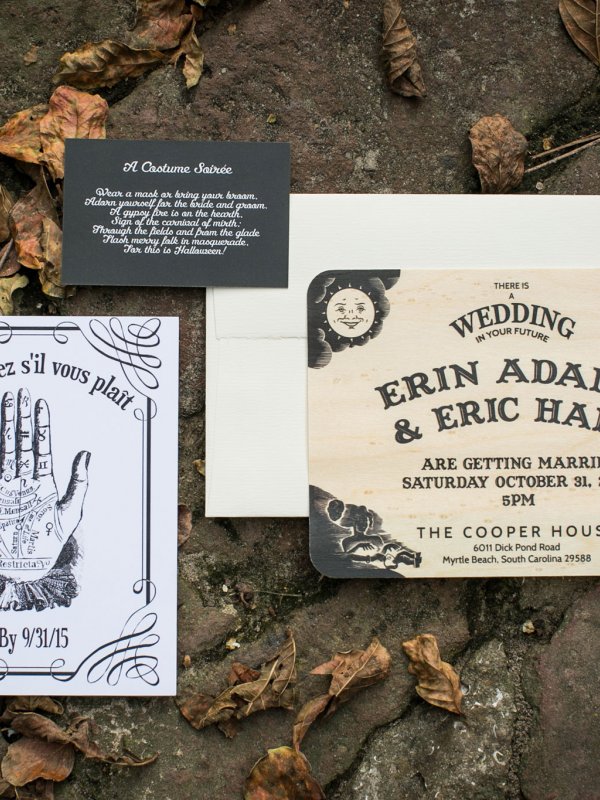 A Costume Soirée
Wear a mask or bring your broom.
Adorn yourself for the bride and groom.
A gypsy fire is on the hearth.
Sign of the carnival of mirth:
Through the fields and from the glade
Flash merry folk in masquerade.
For this is Halloween!
THERE IS
A
WEDDING
IN YOUR FUTURE
ERIN ADA
& ERIC HA
ARE GETTING MARRIE
SATURDAY OCTOBER 31, 2
5PM
THE COOPER HOUS
6011 Dick Pond Road
Myrtle Beach, South Carolina 29588
ez s'il vous plait
By 9/31/15